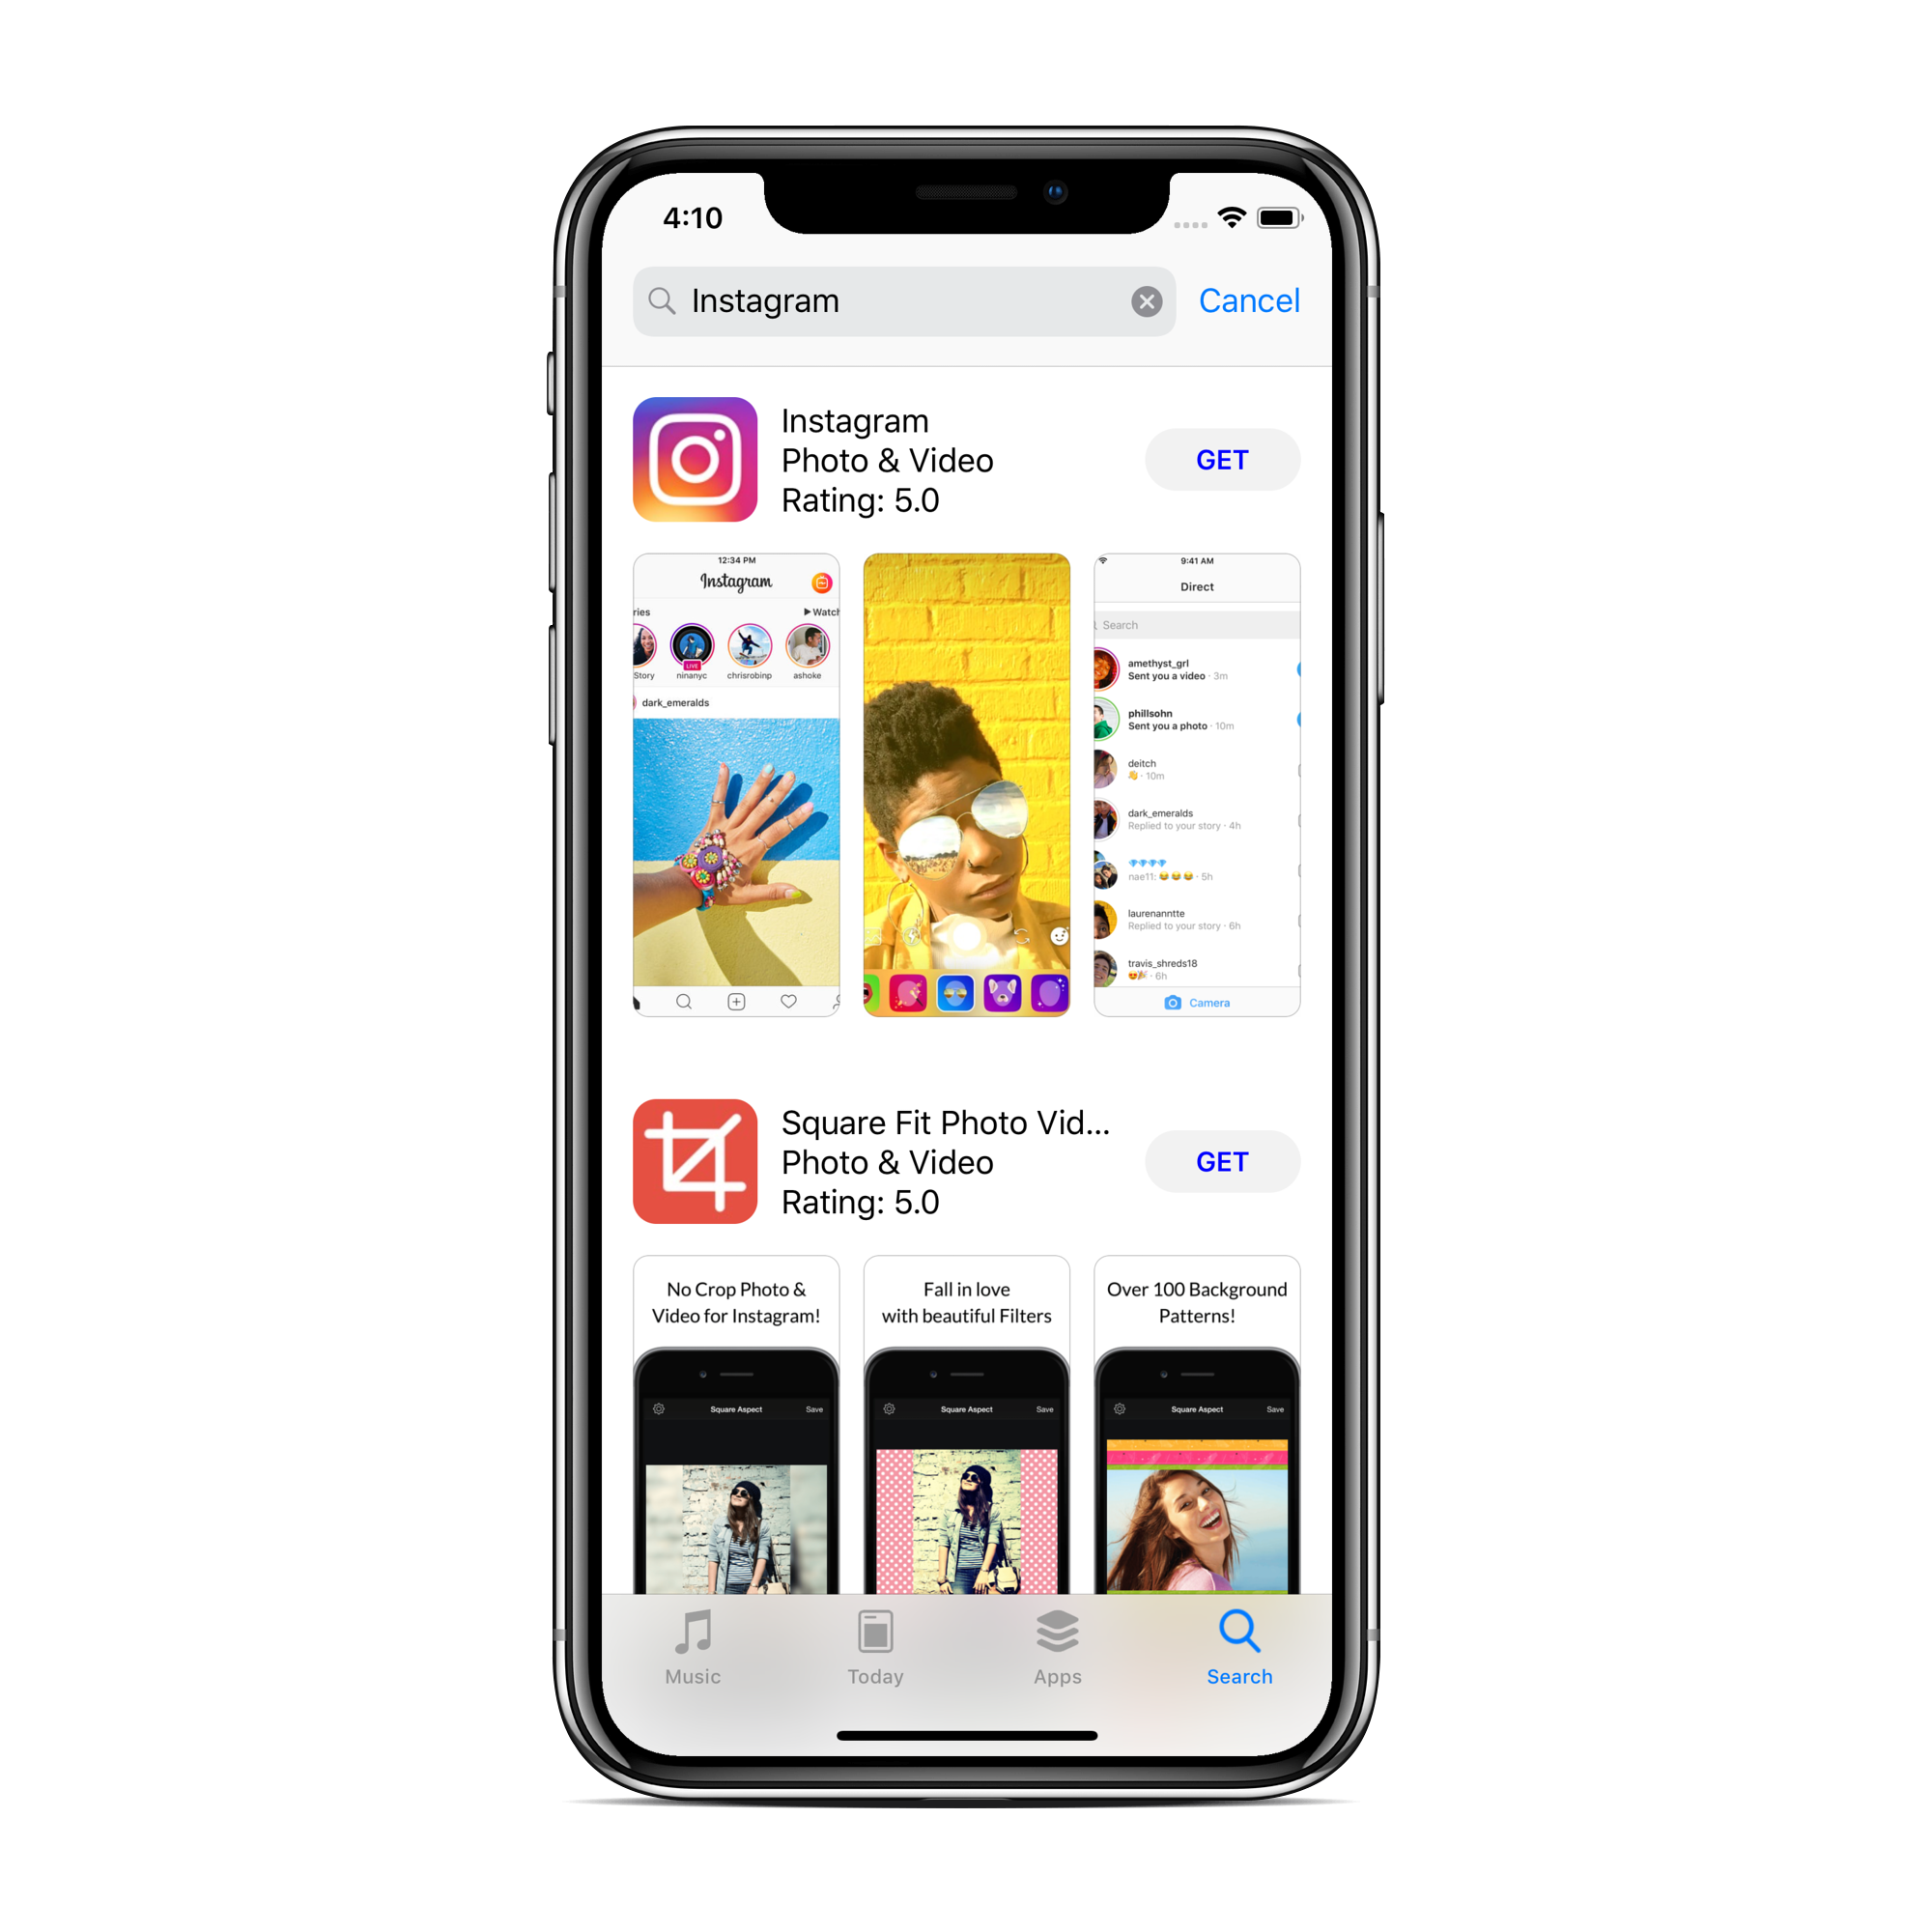 4:10
Instagram
Cancel
Instagram
Photo & Video
Rating: 5.0
GET
12:34 PM
Instagram
ries
Watch
LIVE
Story
ninanyc
chrisrobinp
ashoke
dark_emeralds
9:41 AM
Direct
Search
amethyst_grl
Sent you a video · 3m
phillsohn
Sent you a photo · 10m
deitch
👋 · 10m
dark_emeralds
Replied to your story · 4h
💎💎💎💎
nae11: 😂😂😂 · 5h
laurenanntte
Replied to your story · 6h
travis_shreds18
😍🎉 · 6h
Camera
Square Fit Photo Vid...
Photo & Video
Rating: 5.0
GET
No Crop Photo &
Video for Instagram!
Square Aspect
Save
Fall in love
with beautiful Filters
Square Aspect
Save
Over 100 Background
Patterns!
Square Aspect
Save
Music
Today
Apps
Search